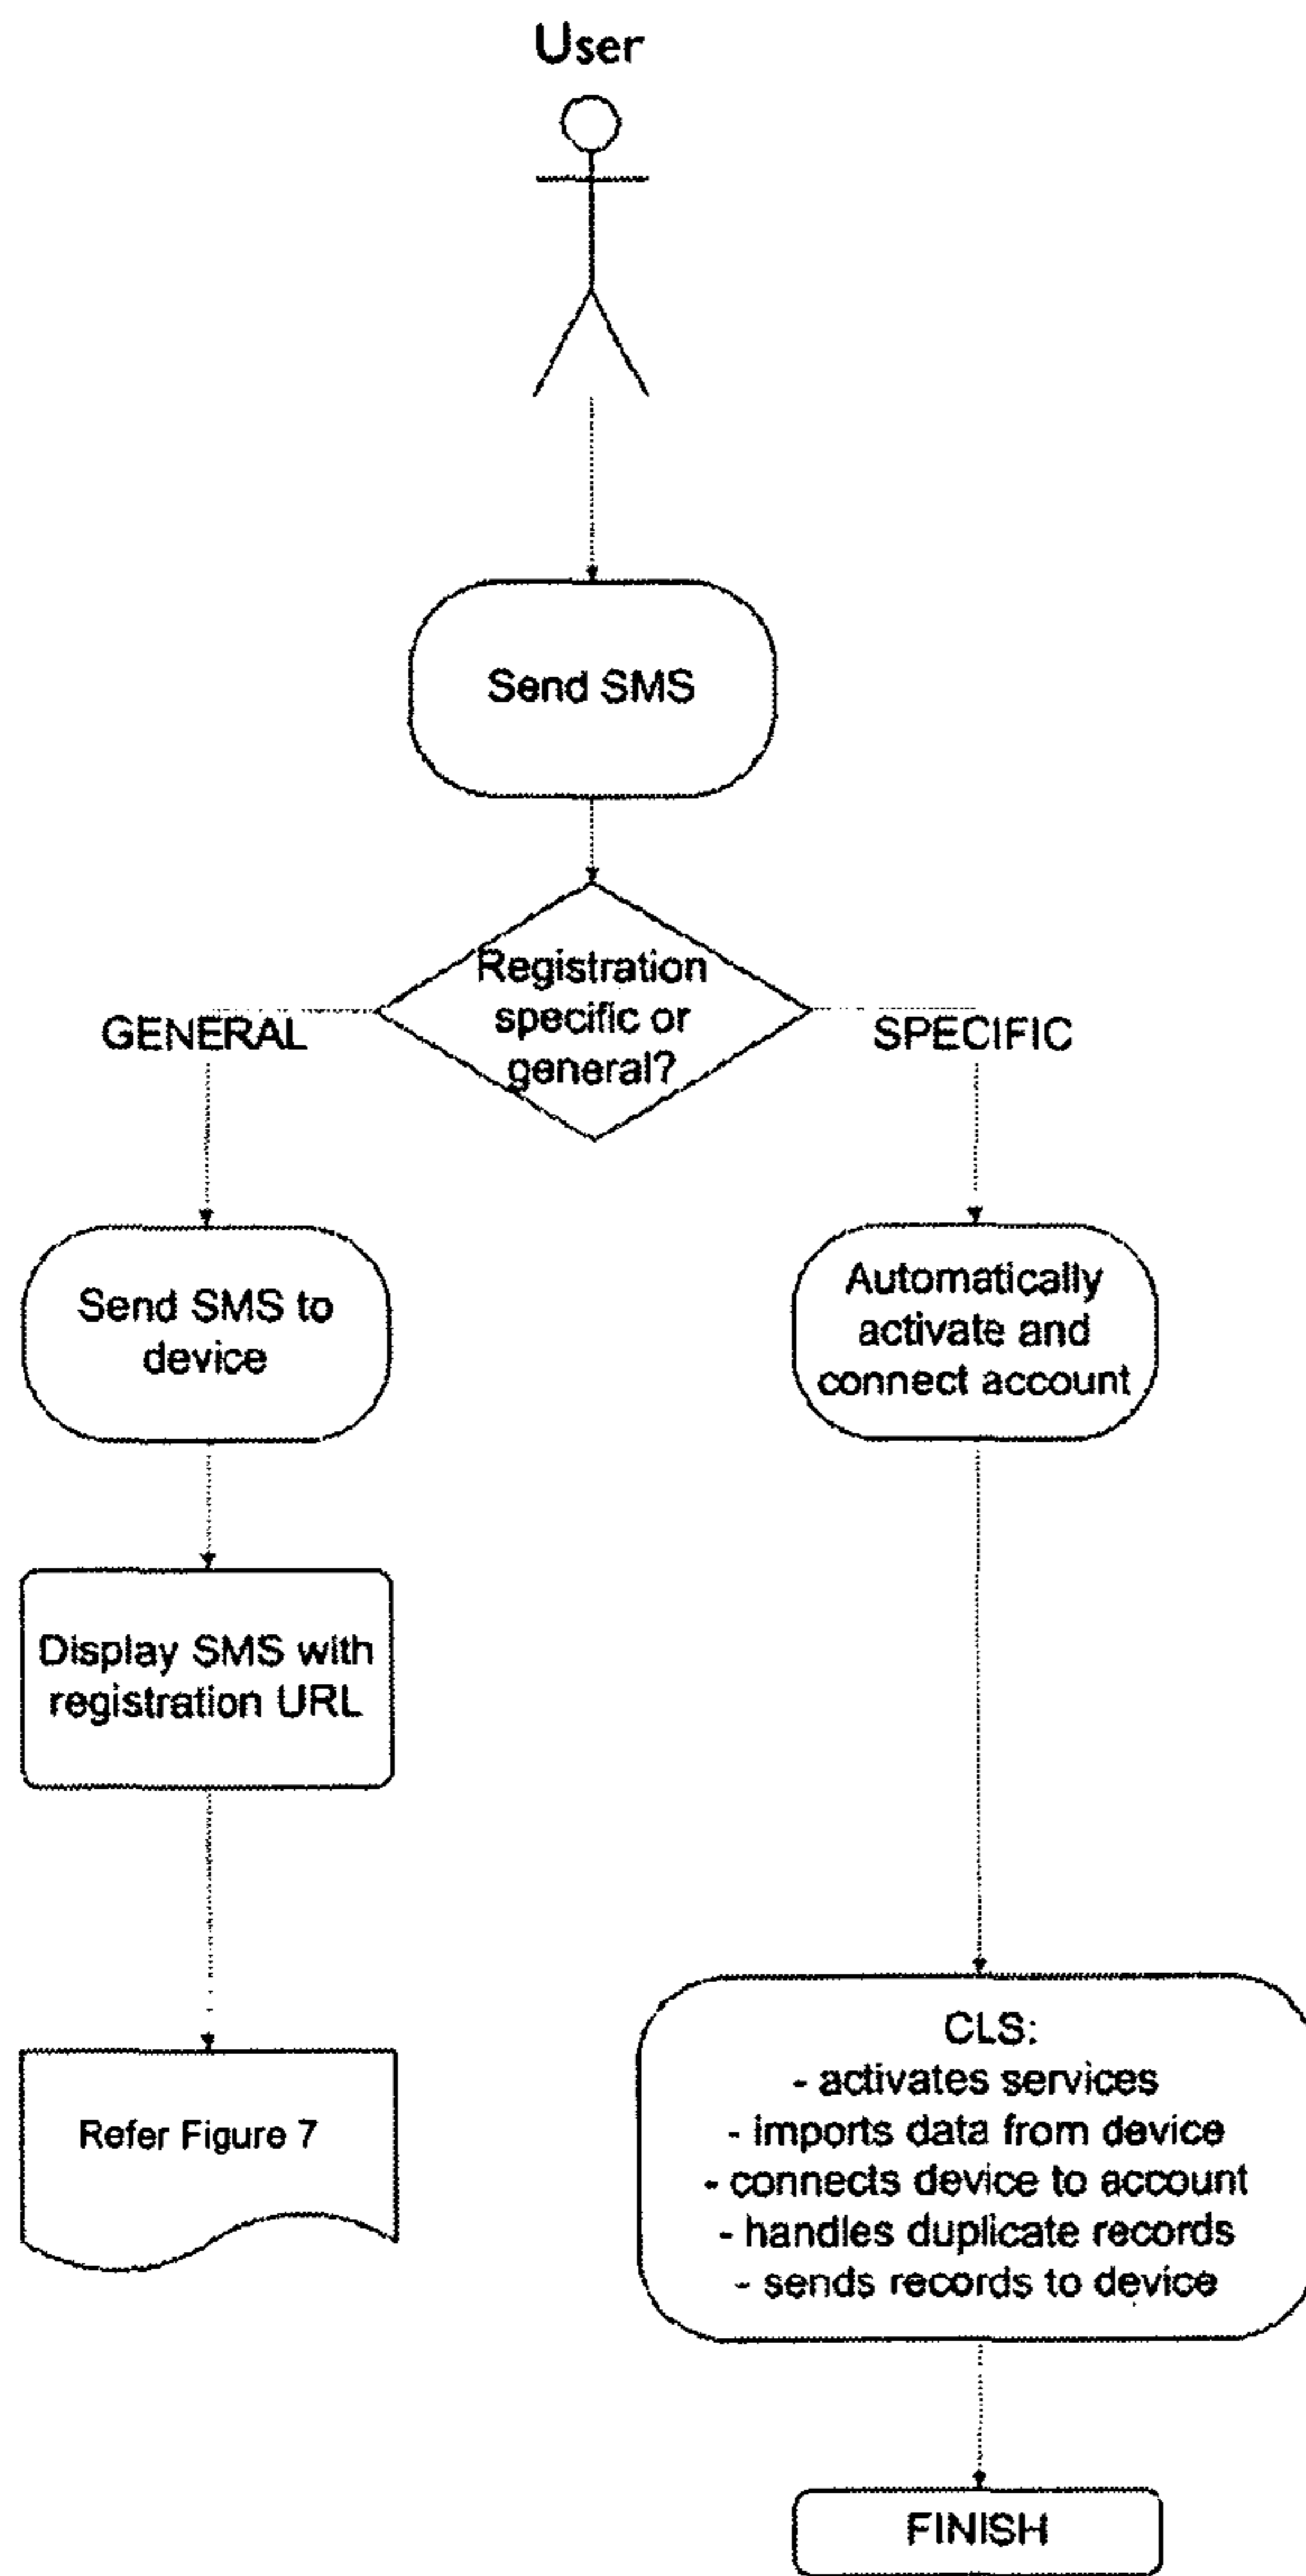 User
Send SMS
Registration
specific or
general?
GENERAL
SPECIFIC
Send SMS to
device
Automatically
activate and
connect account
Display SMS with
registration URL
Refer Figure 7
CLS:
- activates services
- imports data from device
- connects device to account
- handles duplicate records
- sends records to device
FINISH